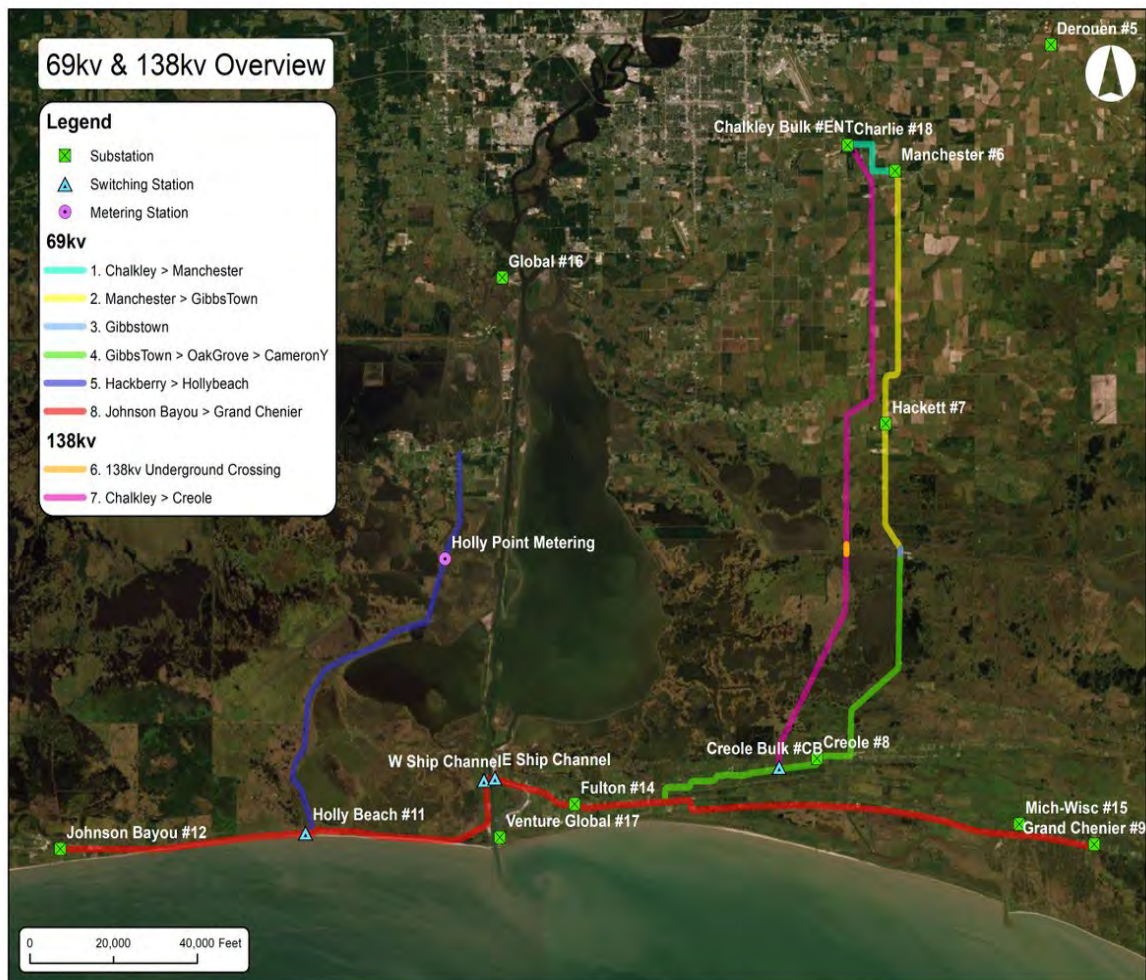 69kv & 138kv Overview
Legend
Substation
Switching Station
Metering Station
69kv
1. Chalkley > Manchester
2. Manchester > GibbsTown
3. Gibbstown
4. GibbsTown > OakGrove > CameronY
5. Hackberry > Hollybeach
8. Johnson Bayou > Grand Chenier
138kv
6. 138kv Underground Crossing
7. Chalkley > Creole
Derouen #5
Chalkley Bulk #ENT
Charlie #18
Manchester #6
Global #16
Hackett #7
Holly Point Metering
Creole Bulk #CB
Creole #8
W Ship Channel
E Ship Channel
Fulton #14
Holly Beach #11
Venture Global #17
Johnson Bayou #12
Mich-Wisc #15
Grand Chenier #9
0 20,000 40,000 Feet